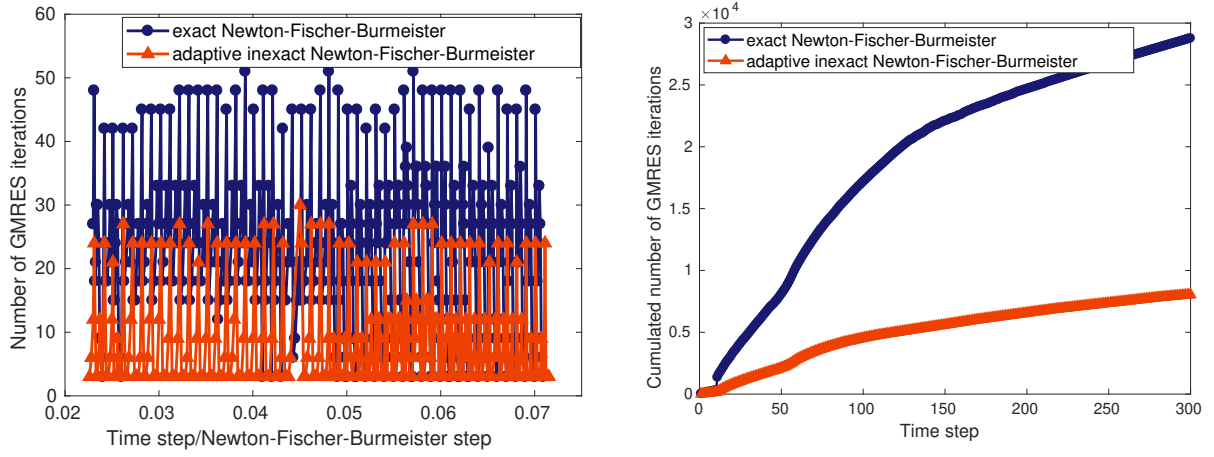 exact Newton-Fischer-Burmeister
adaptive inexact Newton-Fischer-Burmeister
Number of GMRES iterations
60
50
40
30
20
10
0
0.02 0.03 0.04 0.05 0.06 0.07
Time step/Newton-Fischer-Burmeister step
×10⁴
exact Newton-Fischer-Burmeister
adaptive inexact Newton-Fischer-Burmeister
Cumulated number of GMRES iterations
3
2.5
2
1.5
1
0.5
0
0 50 100 150 200 250 300
Time step